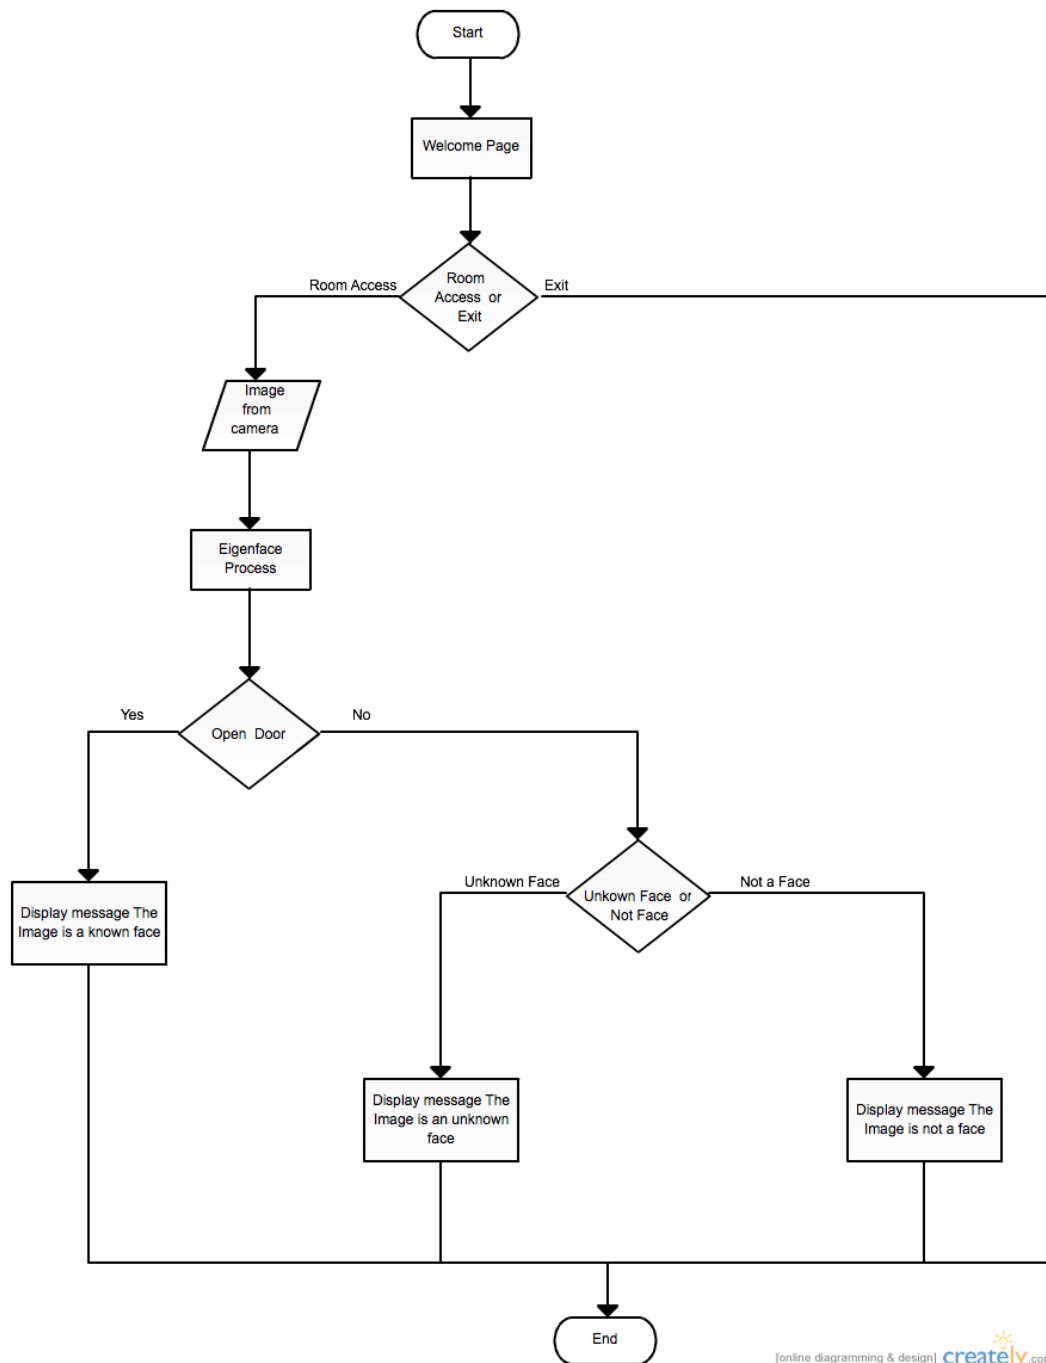 Start
Welcome Page
Room Access
Room
Access or
Exit
Exit
Image
from
camera
Eigenface
Process
Yes
Open Door
No
Display message The
Image is a known face
Unknown Face
Unkown Face or
Not Face
Not a Face
Display message The
Image is an unknown
face
Display message The
Image is not a face
End
[online diagramming & design] creately.com